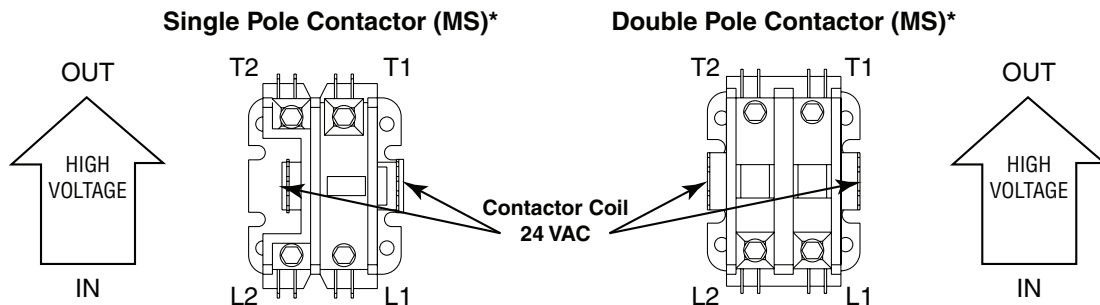 Single Pole Contactor (MS)*
Double Pole Contactor (MS)*
T2
T1
T2
T1
OUT
OUT
HIGH
VOLTAGE
HIGH
VOLTAGE
Contactor Coil
24 VAC
IN
IN
L2
L1
L2
L1